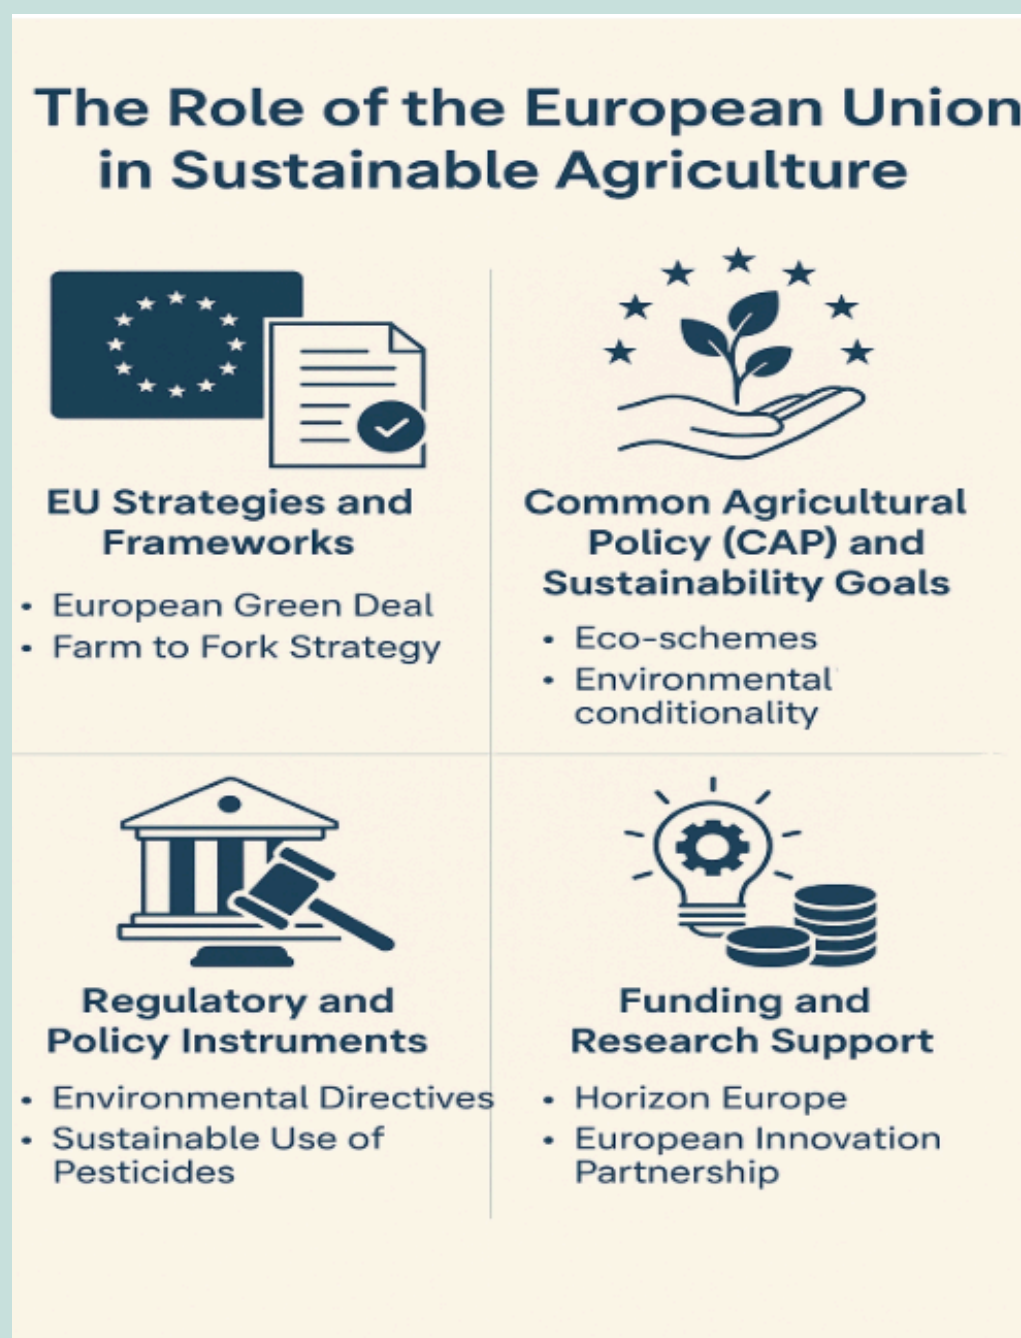 The Role of the European Union
in Sustainable Agriculture
EU Strategies and
Frameworks
• European Green Deal
• Farm to Fork Strategy
Common Agricultural
Policy (CAP) and
Sustainability Goals
• Eco-schemes
• Environmental
conditionality
Regulatory and
Policy Instruments
• Environmental Directives
• Sustainable Use of
Pesticides
Funding and
Research Support
• Horizon Europe
• European Innovation
Partnership